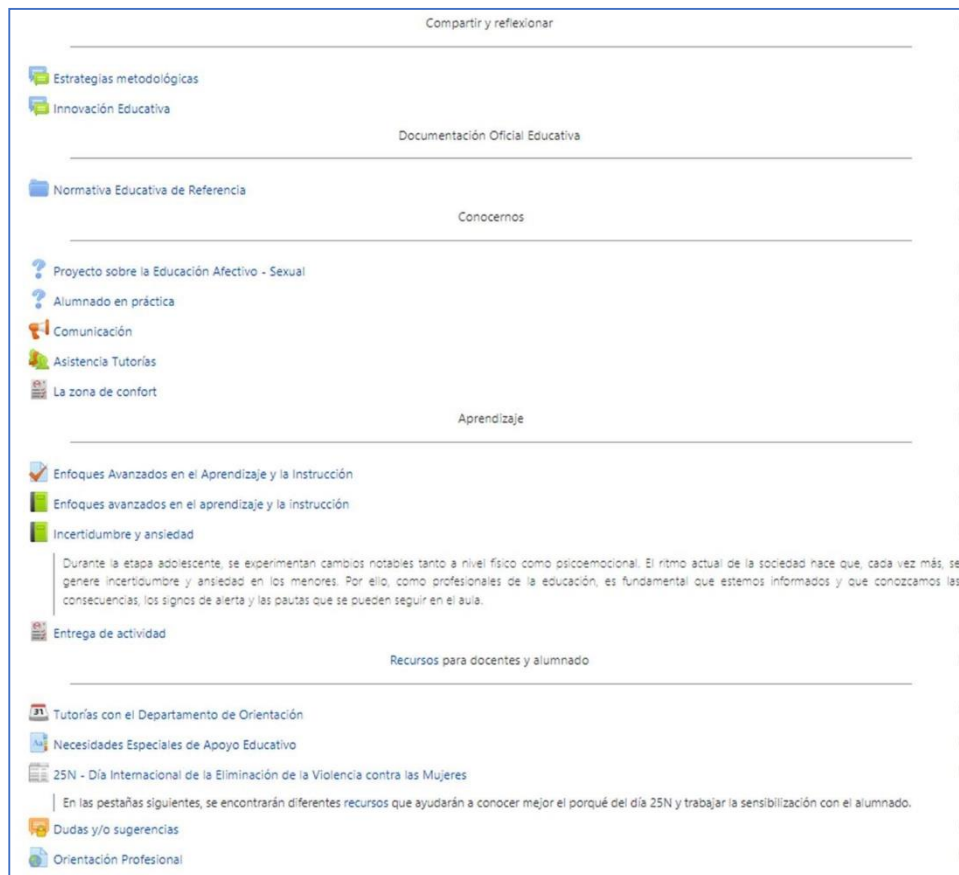 Compartir y reflexionar
Estrategias metodológicas
Innovación Educativa
Documentación Oficial Educativa
Normativa Educativa de Referencia
Conocernos
Proyecto sobre la Educación Afectivo - Sexual
Alumnado en práctica
Comunicación
Asistencia Tutorías
La zona de confort
Aprendizaje
Enfoques Avanzados en el Aprendizaje y la Instrucción
Enfoques avanzados en el aprendizaje y la instrucción
Incertidumbre y ansiedad
Durante la etapa adolescente, se experimentan cambios notables tanto a nivel físico como psicoemocional. El ritmo actual de la sociedad hace que, cada vez más, se
genere incertidumbre y ansiedad en los menores. Por ello, como profesionales de la educación, es fundamental que estemos informados y que conozcamos las
consecuencias, los signos de alerta y las pautas que se pueden seguir en el aula.
Entrega de actividad
Recursos para docentes y alumnado
31 Tutorías con el Departamento de Orientación
Necesidades Especiales de Apoyo Educativo
25N - Día Internacional de la Eliminación de la Violencia contra las Mujeres
En las pestañas siguientes, se encontrarán diferentes recursos que ayudarán a conocer mejor el porqué del día 25N y trabajar la sensibilización con el alumnado.
Dudas y/o sugerencias
Orientación Profesional